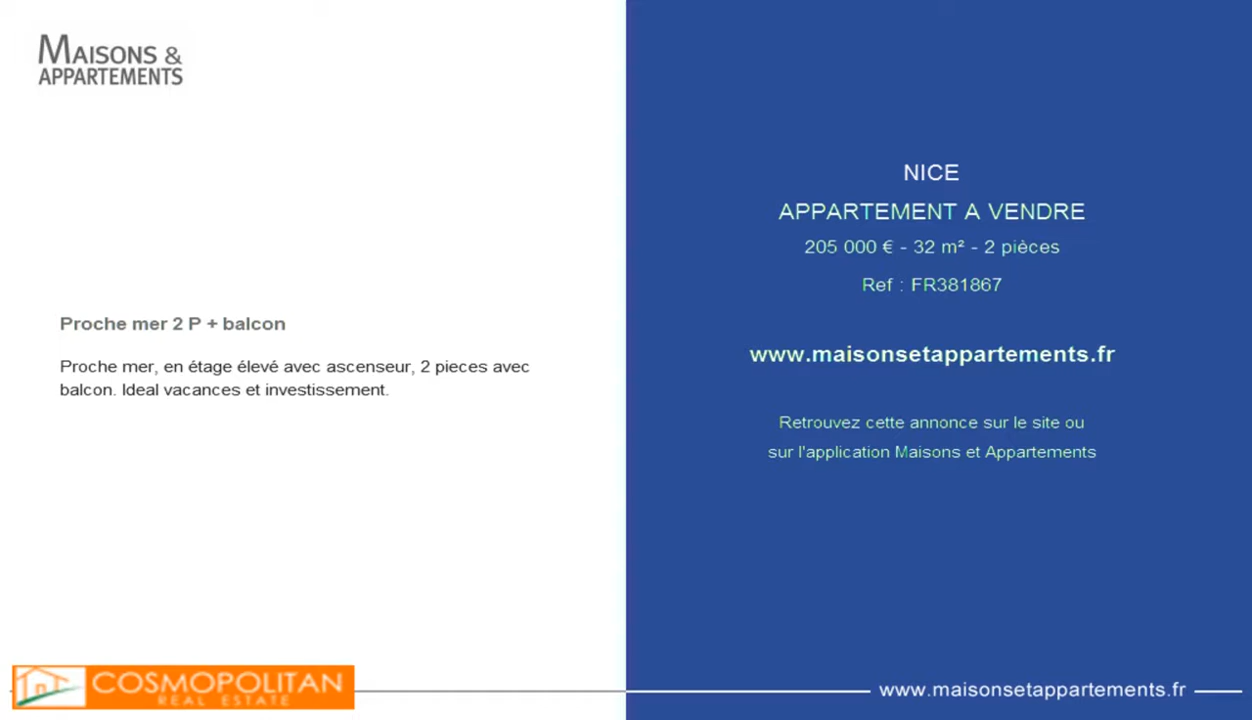 MAISONS &
APPARTEMENTS
Proche mer 2 P + balcon
Proche mer, en étage élevé avec ascenseur, 2 pieces avec
balcon. Ideal vacances et investissement.
NICE
APPARTEMENT A VENDRE
205 000 € - 32 m² - 2 pièces
Ref : FR381867
www.maisonsetappartements.fr
Retrouvez cette annonce sur le site ou
sur l'application Maisons et Appartements
COSMOPOLITAN
REAL ESTATE
www.maisonsetappartements.fr